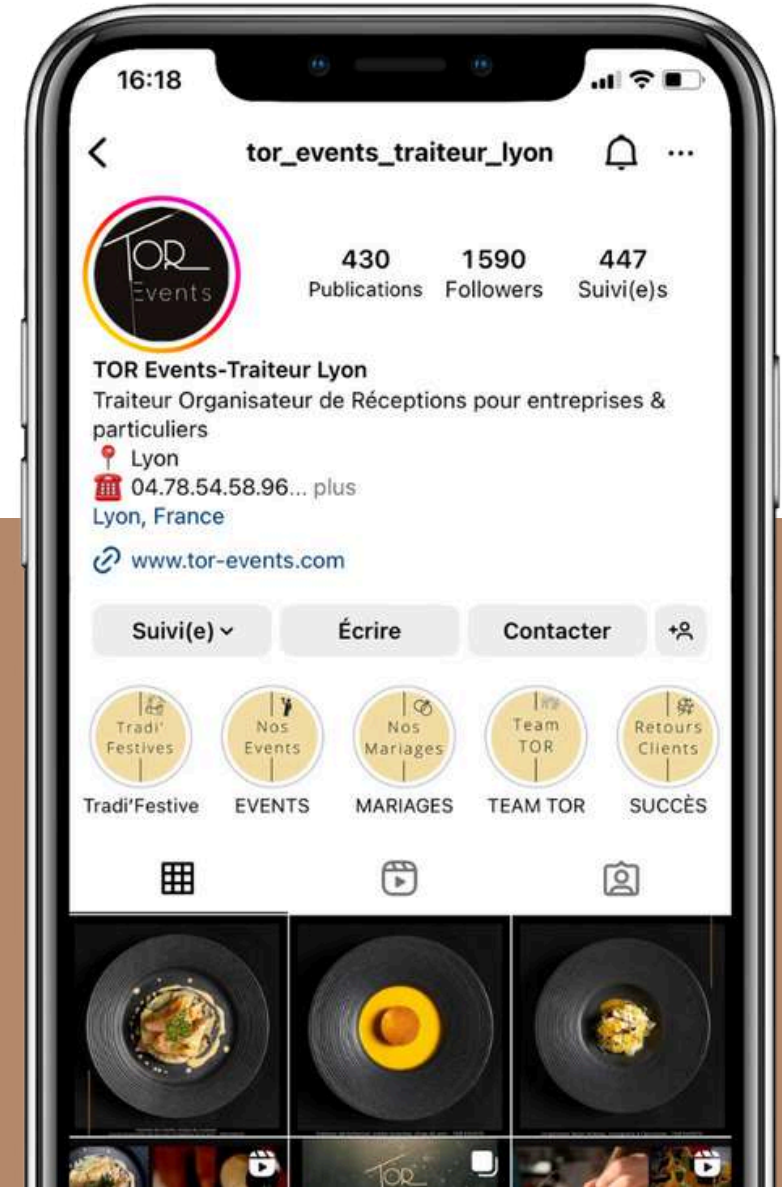 16:18
tor_events_traiteur_lyon
TOR
Events
430
1590
447
Publications
Followers
Suivi(e)s
TOR Events-Traiteur Lyon
Traiteur Organisateur de Réceptions pour entreprises &
particuliers
Lyon
04.78.54.58.96... plus
Lyon, France
www.tor-events.com
Suivi(e)
Écrire
Contacter
Tradi'
Festives
Nos
Events
Nos
Mariages
Team
TOR
Retours
Clients
Tradi'Festive
EVENTS
MARIAGES
TEAM TOR
SUCCÈS
TOR